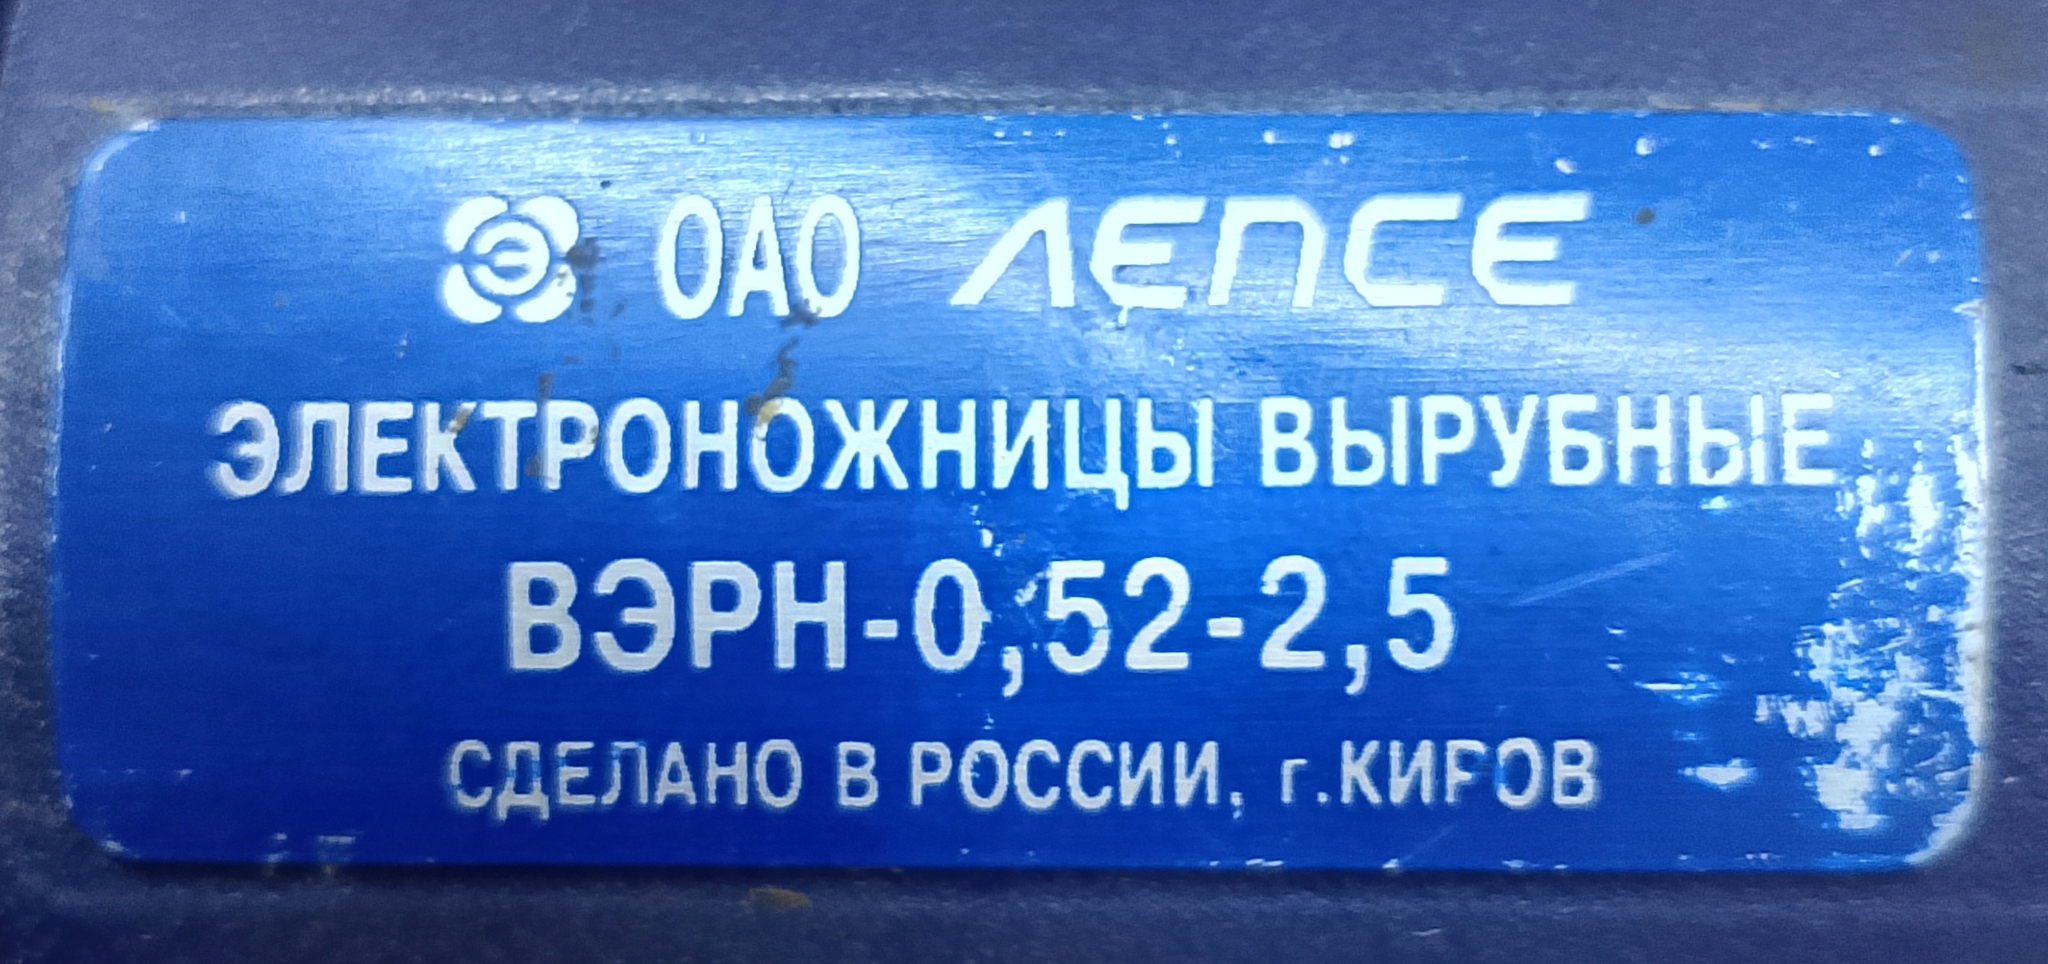 Э ОАО ЛЕПСЕ
ЭЛЕКТРОНОЖНИЦЫ ВЫРУБНЫЕ
ВЭРН-0,52-2,5
СДЕЛАНО В РОССИИ, г.КИРОВ